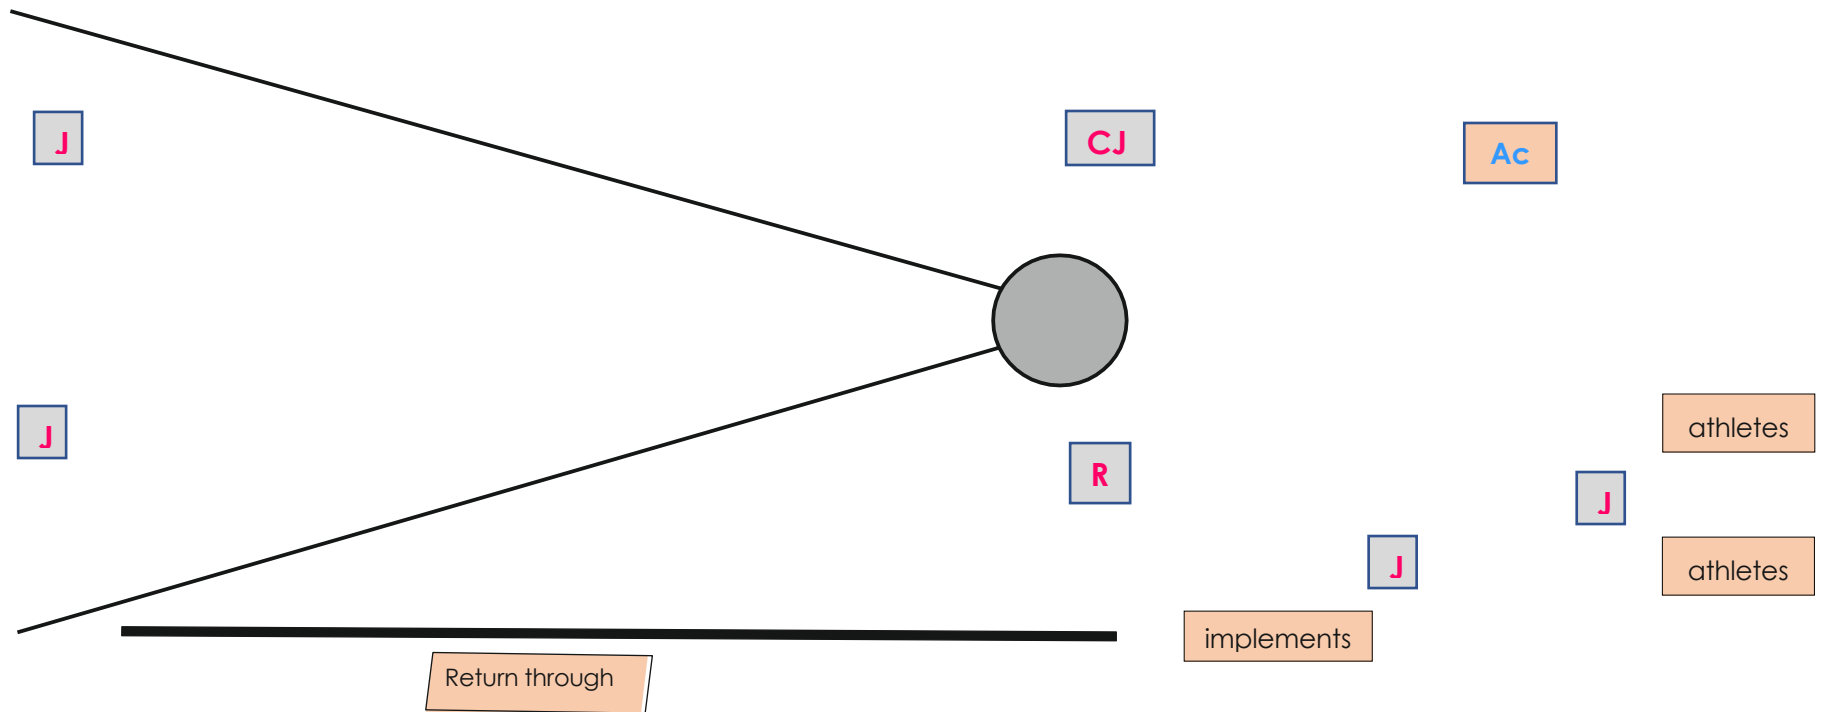 J
CJ
Ac
J
athletes
R
J
J
athletes
implements
Return through